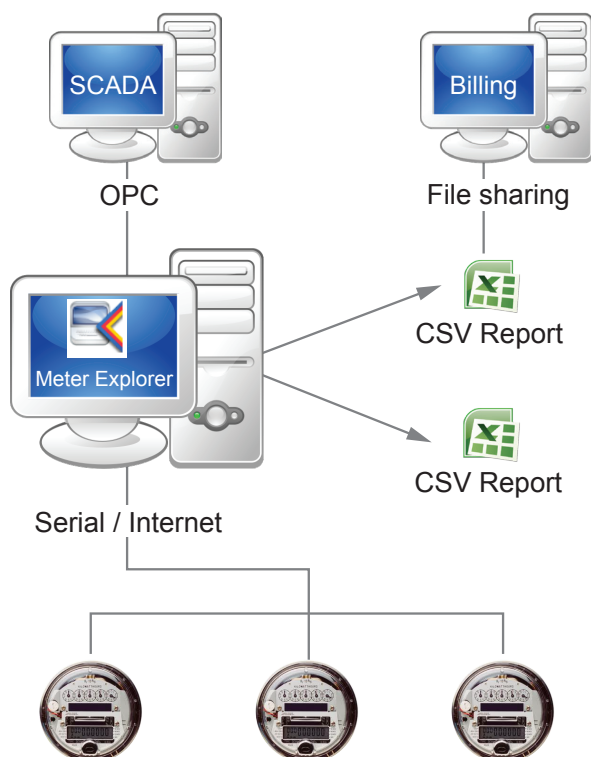 SCADA
Billing
OPC
File sharing
Meter Explorer
CSV Report
CSV Report
Serial / Internet